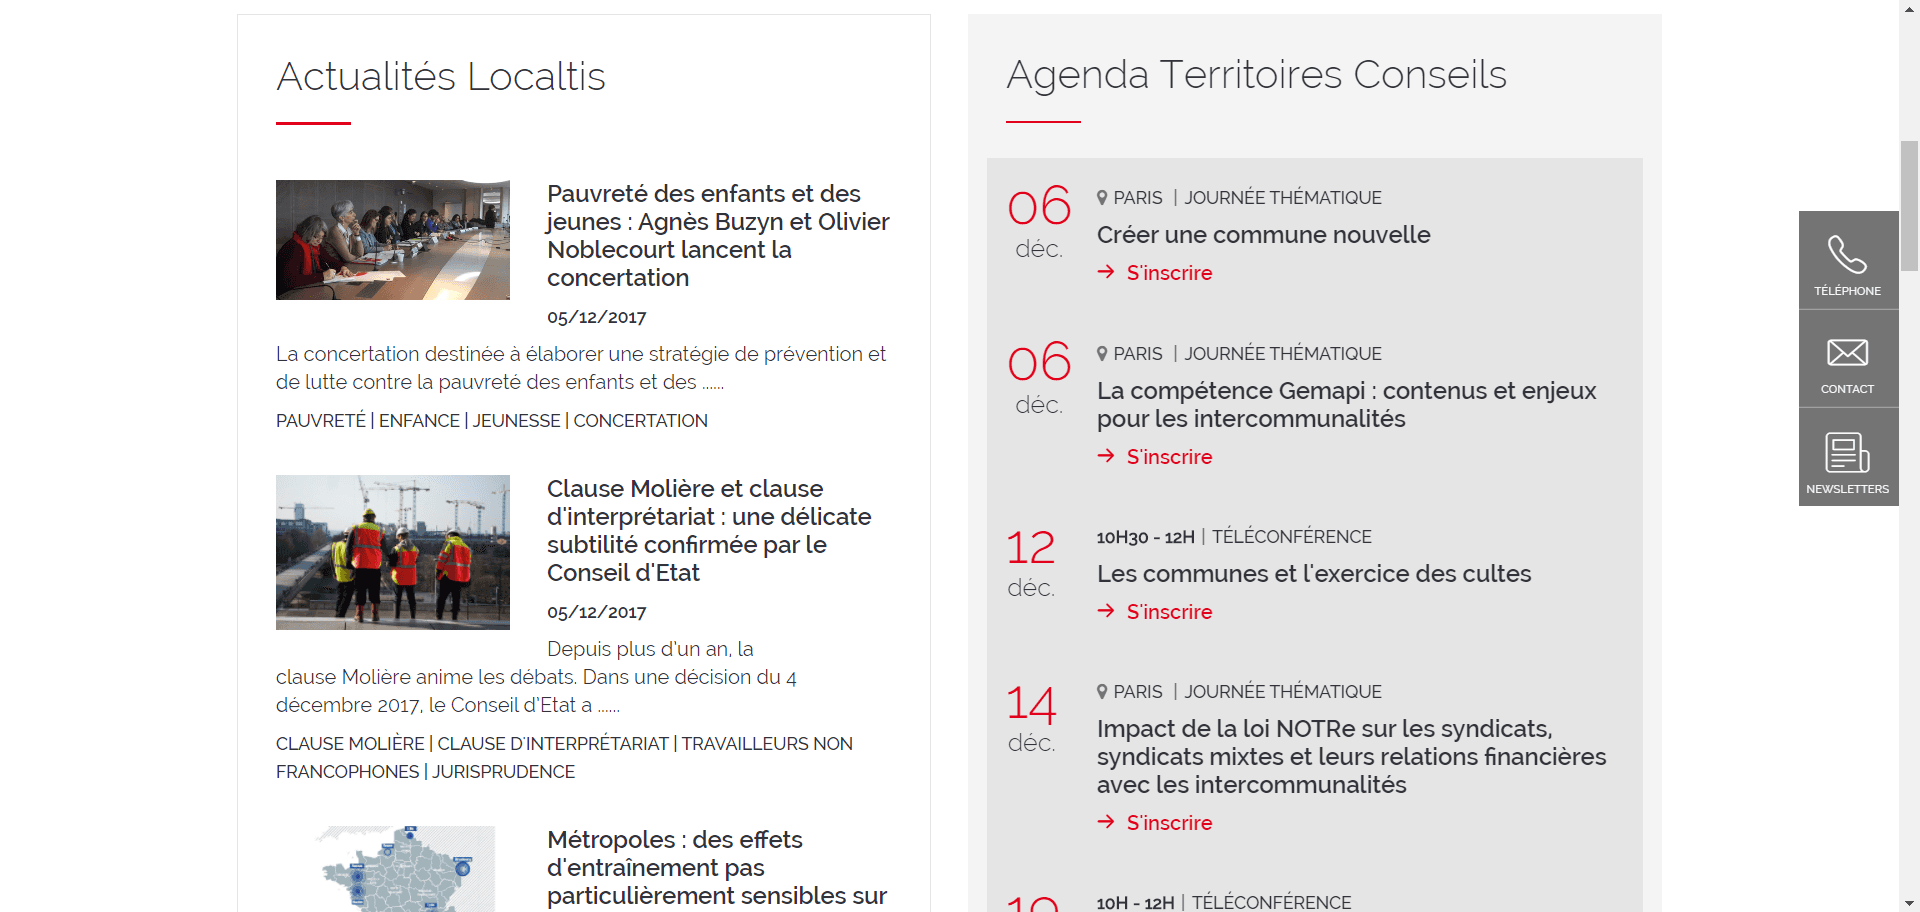 Actualités Localtis
Pauvreté des enfants et des
jeunes : Agnès Buzyn et Olivier
Noblecourt lancent la
concertation
05/12/2017
La concertation destinée à élaborer une stratégie de prévention et
de lutte contre la pauvreté des enfants et des ......
PAUVRETÉ | ENFANCE | JEUNESSE | CONCERTATION
Clause Molière et clause
d'interprétariat : une délicate
subtilité confirmée par le
Conseil d'Etat
05/12/2017
Depuis plus d'un an, la
clause Molière anime les débats. Dans une décision du 4
décembre 2017, le Conseil d'Etat a ......
CLAUSE MOLIÈRE | CLAUSE D'INTERPRÉTARIAT | TRAVAILLEURS NON
FRANCOPHONES | JURISPRUDENCE
Métropoles : des effets
d'entraînement pas
particulièrement sensibles sur
Agenda Territoires Conseils
06
déc.
PARIS | JOURNÉE THÉMATIQUE
Créer une commune nouvelle
S'inscrire
06
déc.
PARIS | JOURNÉE THÉMATIQUE
La compétence Gemapi : contenus et enjeux
pour les intercommunalités
S'inscrire
12
déc.
10H30 - 12H | TÉLÉCONFÉRENCE
Les communes et l'exercice des cultes
S'inscrire
14
déc.
PARIS | JOURNÉE THÉMATIQUE
Impact de la loi NOTRe sur les syndicats,
syndicats mixtes et leurs relations financières
avec les intercommunalités
S'inscrire
10H - 12H | TÉLÉCONFÉRENCE
TÉLÉPHONE
CONTACT
NEWSLETTERS